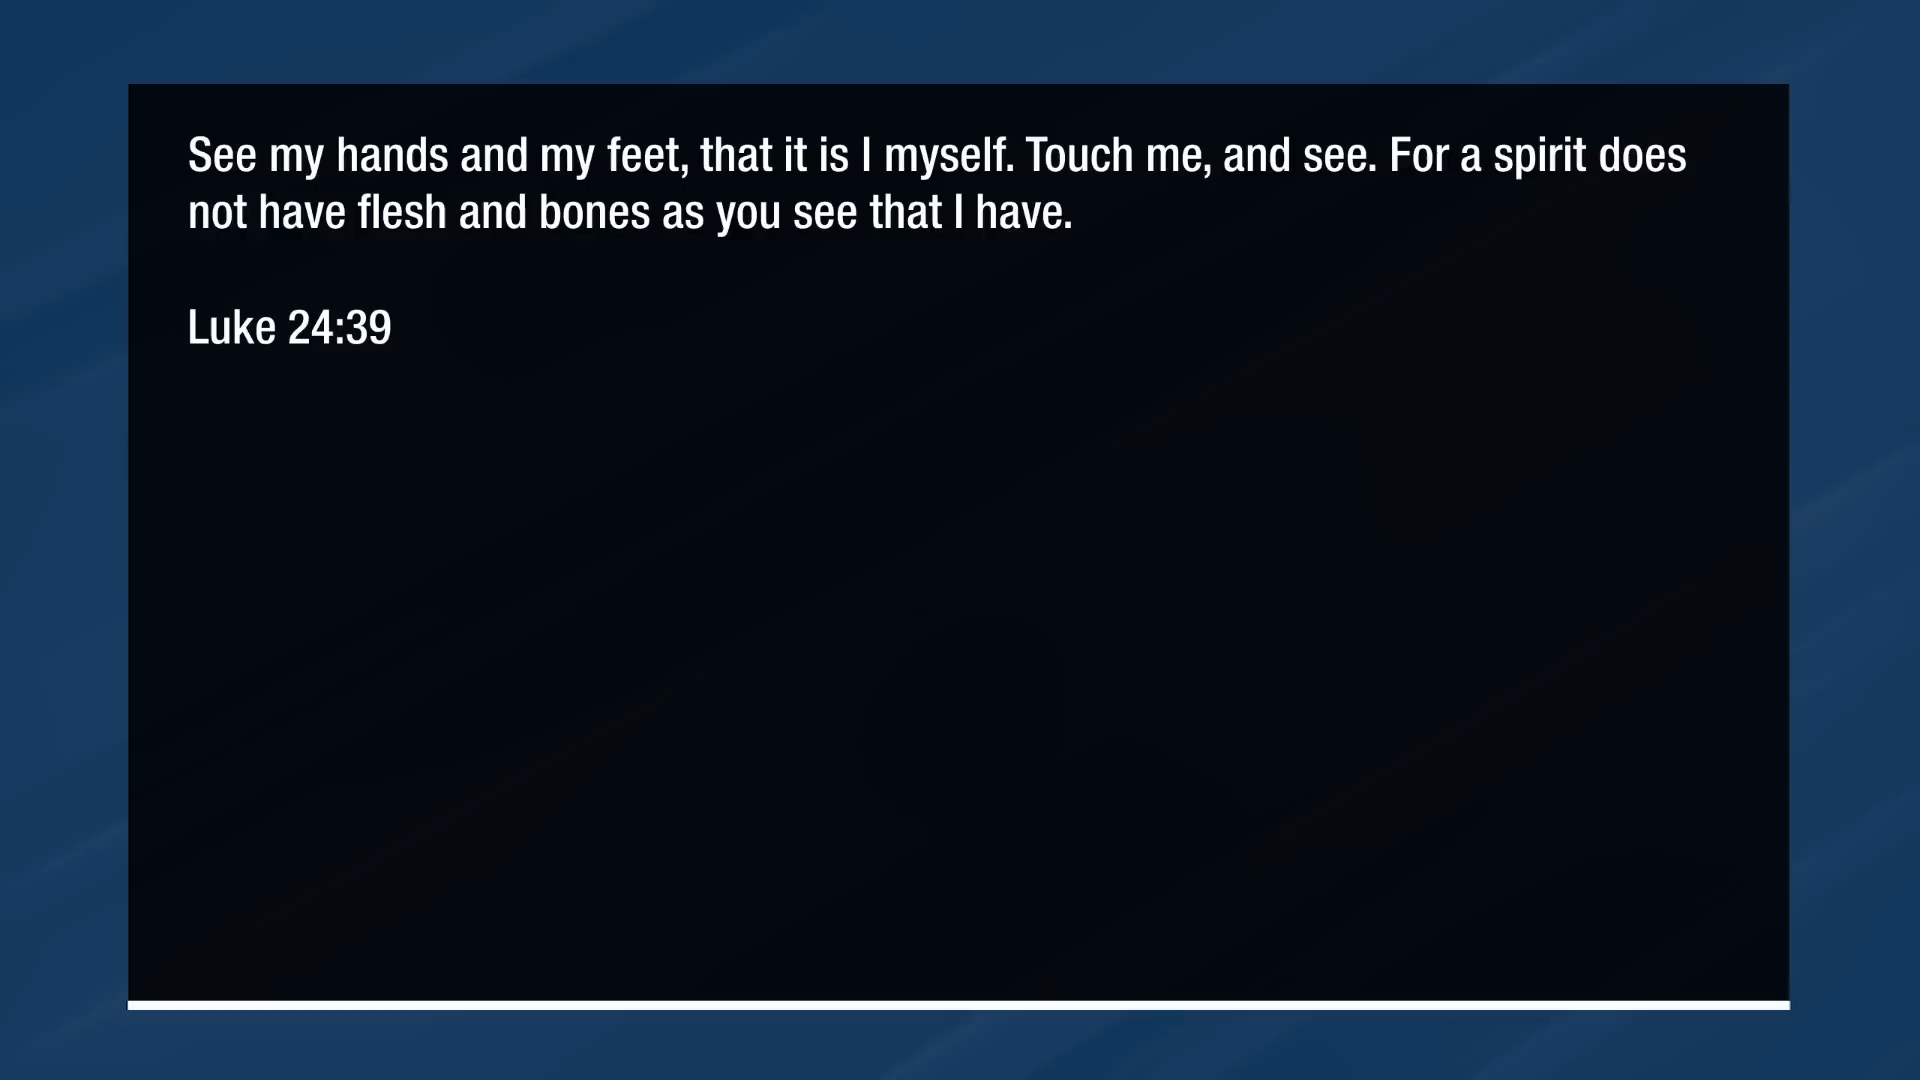 See my hands and my feet, that it is I myself. Touch me, and see. For a spirit does
not have flesh and bones as you see that I have.
Luke 24:39